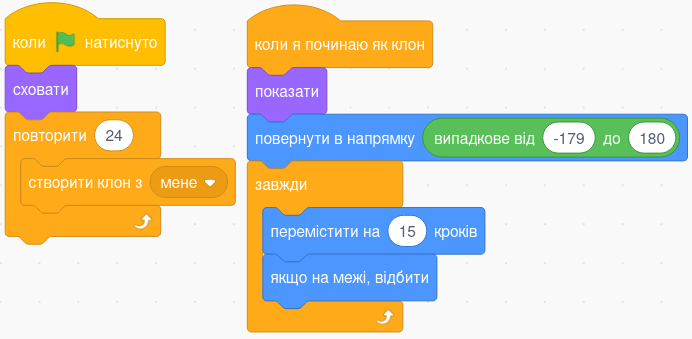 коли натиснуто
сховати
повторити 24
створити клон з мене
коли я починаю як клон
показати
повернути в напрямку випадкове від -179 до 180
завжди
перемістити на 15 кроків
якщо на межі, відбити